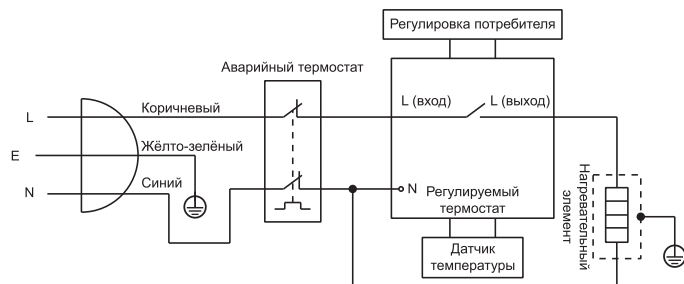 Регулировка потребителя
Аварийный термостат
L
Коричневый
L (вход)
L (выход)
E
Жёлто-зелёный
N
Синий
N
Регулируемый
термостат
Датчик
температуры
Нагревательный
элемент